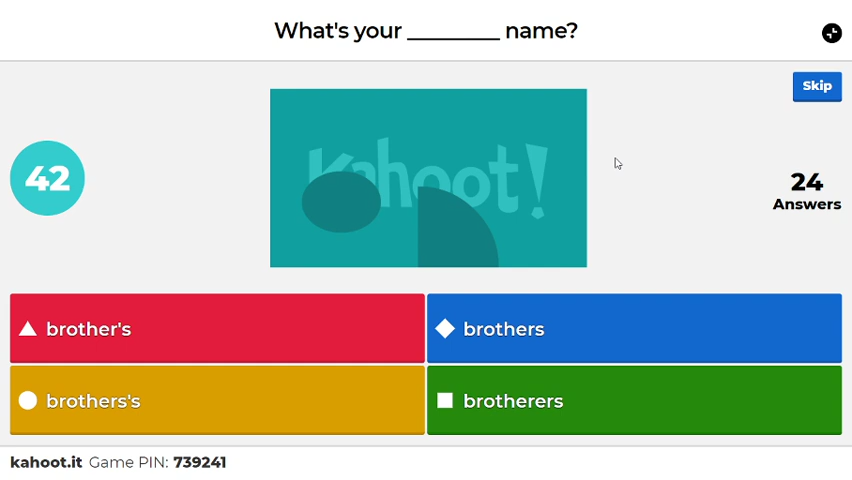 What's your ________ name?
Skip
42
Kahoot!
24
Answers
brother's
brothers
brothers's
brotherers
kahoot.it Game PIN: 739241